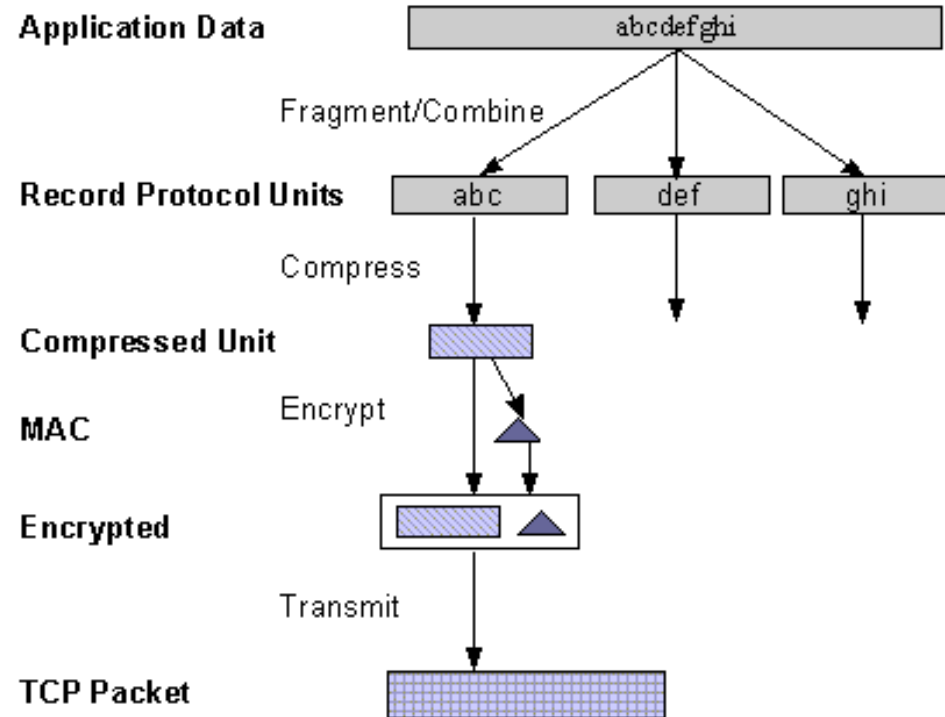 Application Data
abcdefghi
Fragment/Combine
Record Protocol Units
abc
def
ghi
Compress
Compressed Unit
Encrypt
MAC
Encrypted
Transmit
TCP Packet